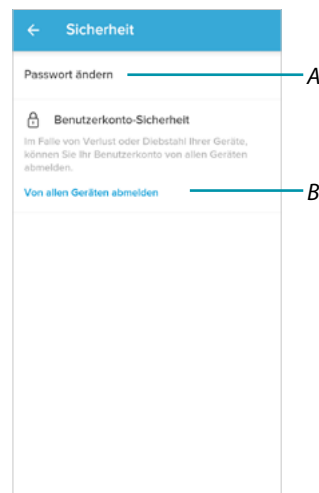 Sicherheit
Passwort ändern
A
Benutzerkonto-Sicherheit
Im Falle von Verlust oder Diebstahl Ihrer Geräte,
können Sie Ihr Benutzerkonto von allen Geräten
abmelden.
Von allen Geräten abmelden
B